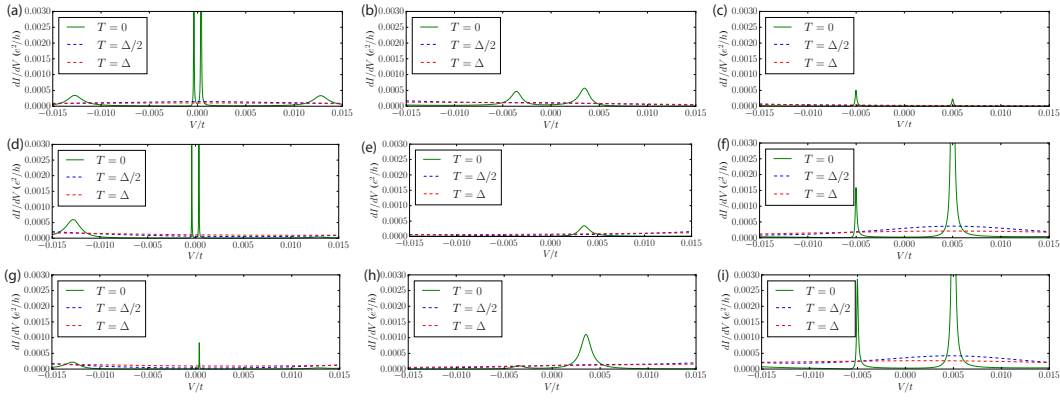 (a)
dI/dV (e²/h)
0.0030
0.0025
0.0020
0.0015
0.0010
0.0005
0.0000
T = 0
T = Δ/2
T = Δ
−0.015 −0.010 −0.005 0.000 0.005 0.010 0.015
V/t
(b)
dI/dV (e²/h)
0.0030
0.0025
0.0020
0.0015
0.0010
0.0005
0.0000
T = 0
T = Δ/2
T = Δ
−0.015 −0.010 −0.005 0.000 0.005 0.010 0.015
V/t
(c)
dI/dV (e²/h)
0.0030
0.0025
0.0020
0.0015
0.0010
0.0005
0.0000
T = 0
T = Δ/2
T = Δ
−0.015 −0.010 −0.005 0.000 0.005 0.010 0.015
V/t
(d)
dI/dV (e²/h)
0.0030
0.0025
0.0020
0.0015
0.0010
0.0005
0.0000
T = 0
T = Δ/2
T = Δ
−0.015 −0.010 −0.005 0.000 0.005 0.010 0.015
V/t
(e)
dI/dV (e²/h)
0.0030
0.0025
0.0020
0.0015
0.0010
0.0005
0.0000
T = 0
T = Δ/2
T = Δ
−0.015 −0.010 −0.005 0.000 0.005 0.010 0.015
V/t
(f)
dI/dV (e²/h)
0.0030
0.0025
0.0020
0.0015
0.0010
0.0005
0.0000
T = 0
T = Δ/2
T = Δ
−0.015 −0.010 −0.005 0.000 0.005 0.010 0.015
V/t
(g)
dI/dV (e²/h)
0.0030
0.0025
0.0020
0.0015
0.0010
0.0005
0.0000
T = 0
T = Δ/2
T = Δ
−0.015 −0.010 −0.005 0.000 0.005 0.010 0.015
V/t
(h)
dI/dV (e²/h)
0.0030
0.0025
0.0020
0.0015
0.0010
0.0005
0.0000
T = 0
T = Δ/2
T = Δ
−0.015 −0.010 −0.005 0.000 0.005 0.010 0.015
V/t
(i)
dI/dV (e²/h)
0.0030
0.0025
0.0020
0.0015
0.0010
0.0005
0.0000
T = 0
T = Δ/2
T = Δ
−0.015 −0.010 −0.005 0.000 0.005 0.010 0.015
V/t